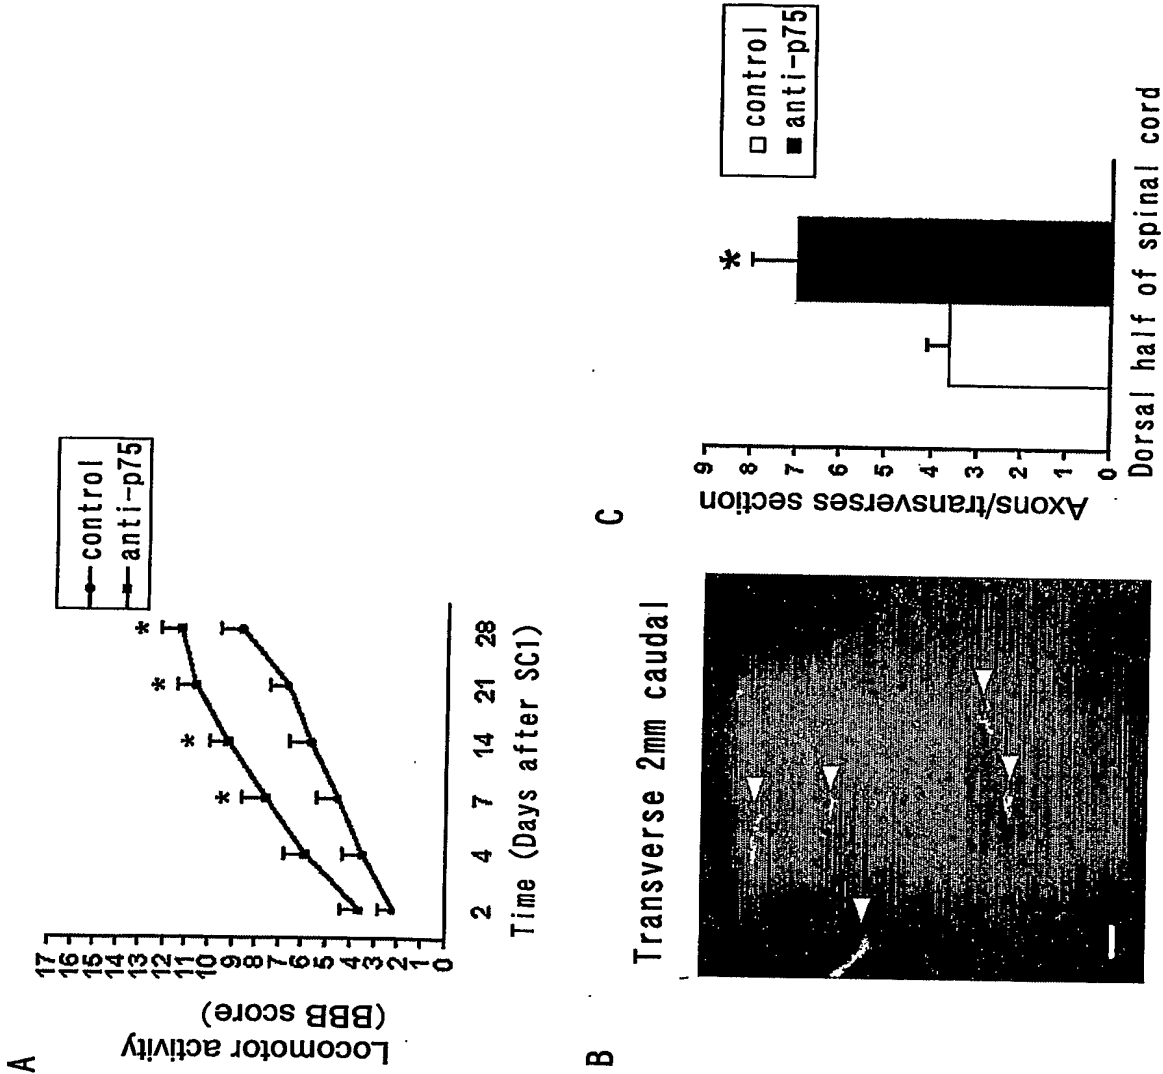 A
Locomotor activity
(BBB score)
17
16
15
14
13
12
11
10
9
8
7
6
5
4
3
2
1
0
* * * *
2 4 7 14 21 28
Time (Days after SC1)
control
anti-p75
B
Transverse 2mm caudal
C
Axons/transverses section
9
8
7
6
5
4
3
2
1
0
*
Dorsal half of spinal cord
control
anti-p75